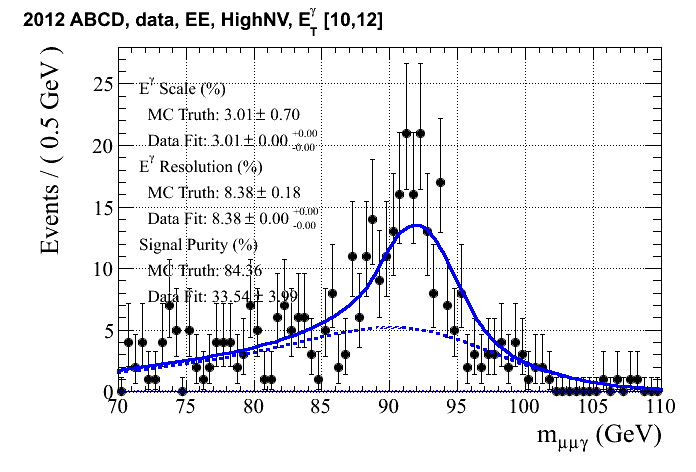 2012 ABCD, data, EE, HighNV, E_T^γ [10,12]
Events / ( 0.5 GeV )
25
20
15
10
5
0
E^γ Scale (%)
MC Truth: 3.01± 0.70
Data Fit: 3.01± 0.00 +0.00 -0.00
E^γ Resolution (%)
MC Truth: 8.38± 0.18
Data Fit: 8.38± 0.00 +0.00 -0.00
Signal Purity (%)
MC Truth: 84.36
Data Fit: 33.54± 3.99
70 75 80 85 90 95 100 105 110
m_μμγ (GeV)